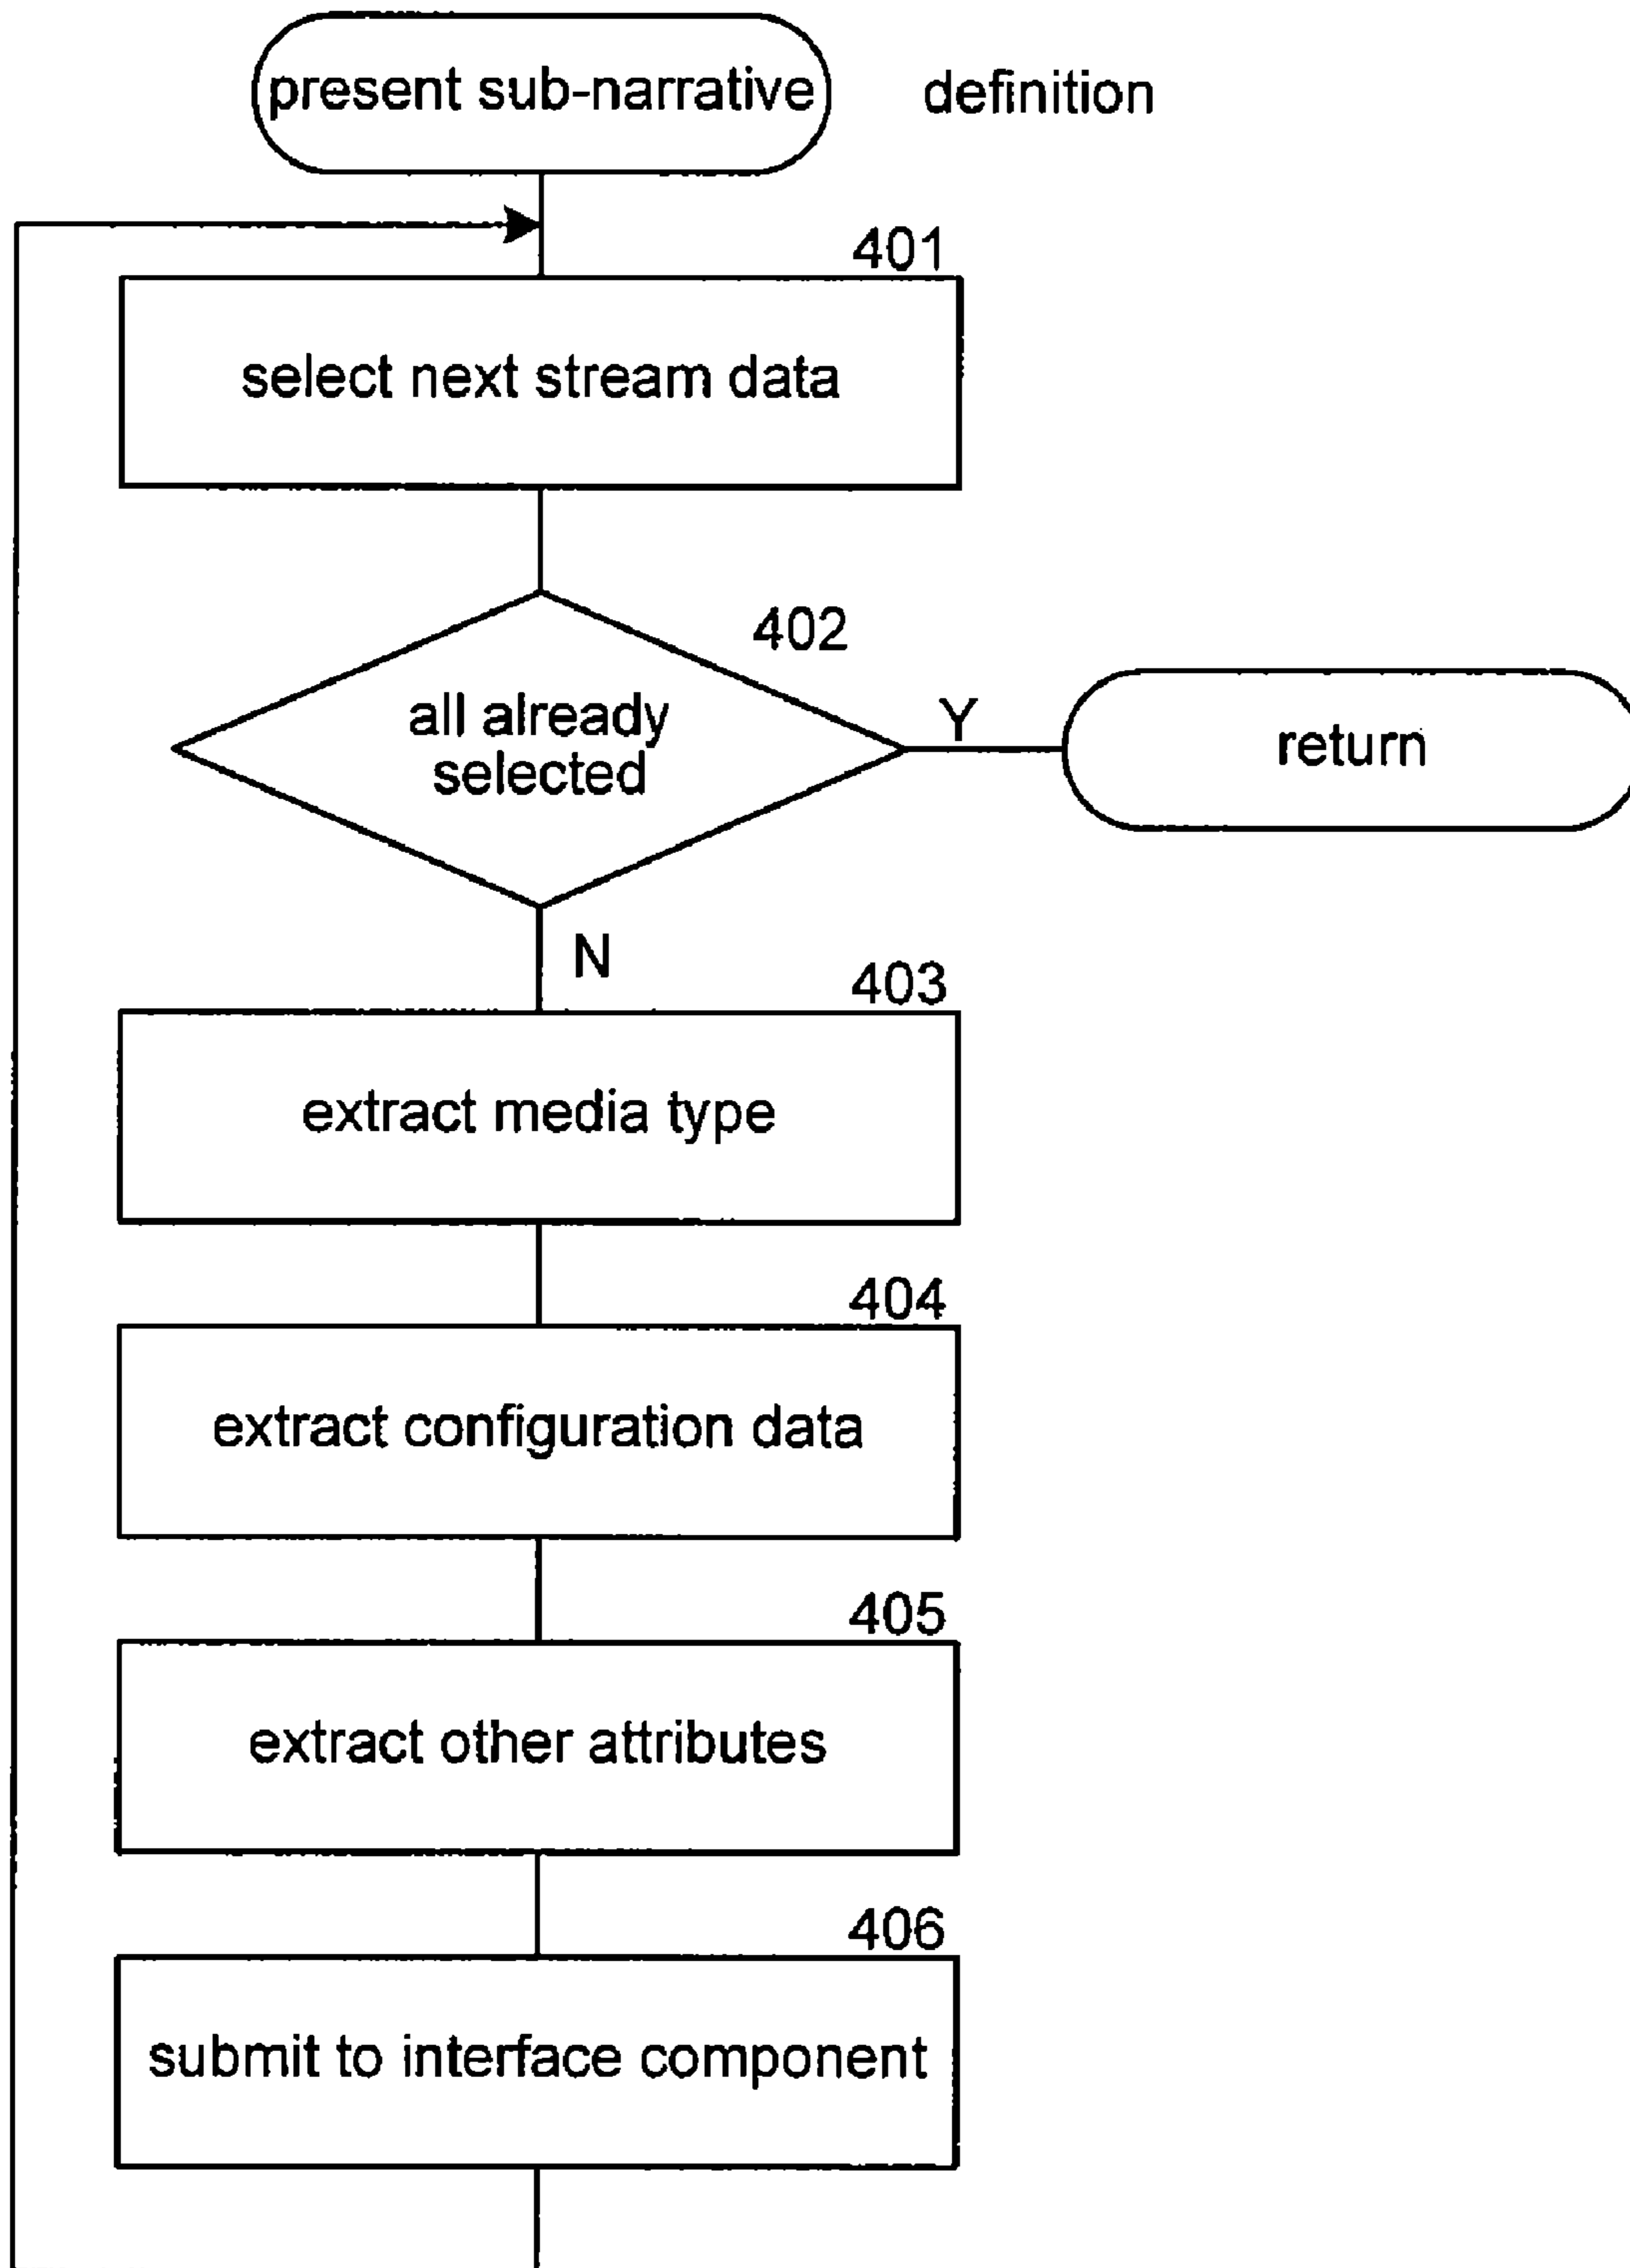 present sub-narrative
definition
401
select next stream data
402
all already
selected
Y
return
N
403
extract media type
404
extract configuration data
405
extract other attributes
406
submit to interface component